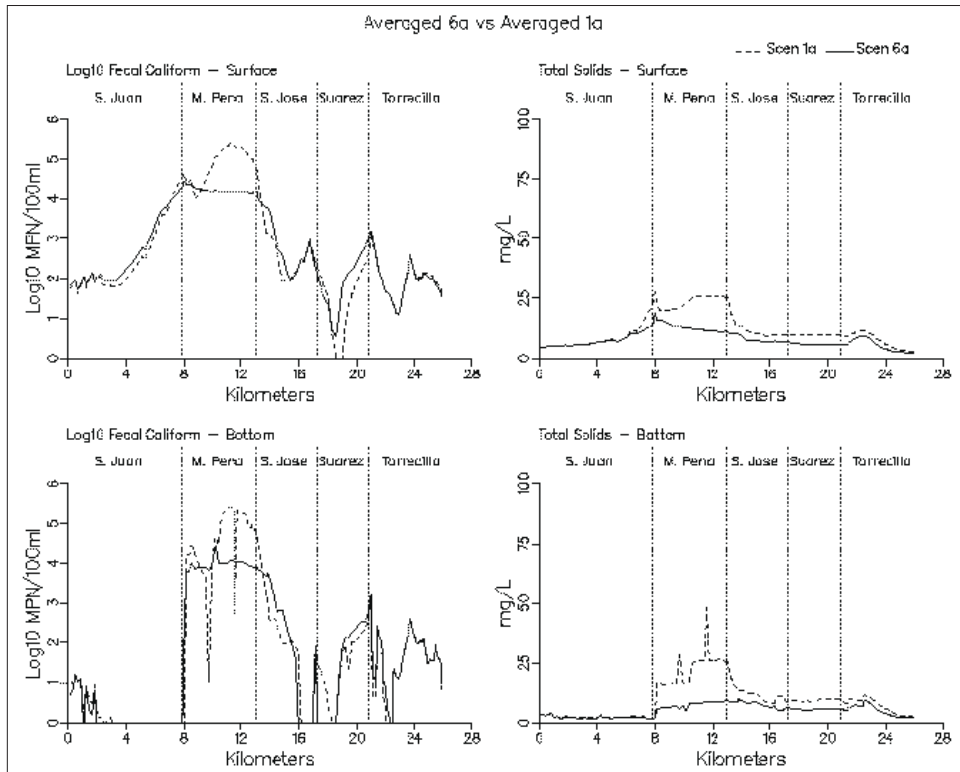 Averaged 6a vs Averaged 1a
Scen 1a Scen 6a
Log10 Fecal Caliform – Surface
S. Juan M. Pena S. Jose Suarez Torrecilla
Log10 MPN/100ml
6
5
4
3
2
1
0
0 4 8 12 16 20 24 28
Kilometers
Total Solids – Surface
S. Juan M. Pena S. Jose Suarez Torrecilla
mg/L
100
75
50
25
0
0 4 8 12 16 20 24 28
Kilometers
Log10 Fecal Caliform – Bottom
S. Juan M. Pena S. Jose Suarez Torrecilla
Log10 MPN/100ml
6
5
4
3
2
1
0
0 4 8 12 16 20 24 28
Kilometers
Total Solids – Bottom
S. Juan M. Pena S. Jose Suarez Torrecilla
mg/L
100
75
50
25
0
0 4 8 12 16 20 24 28
Kilometers